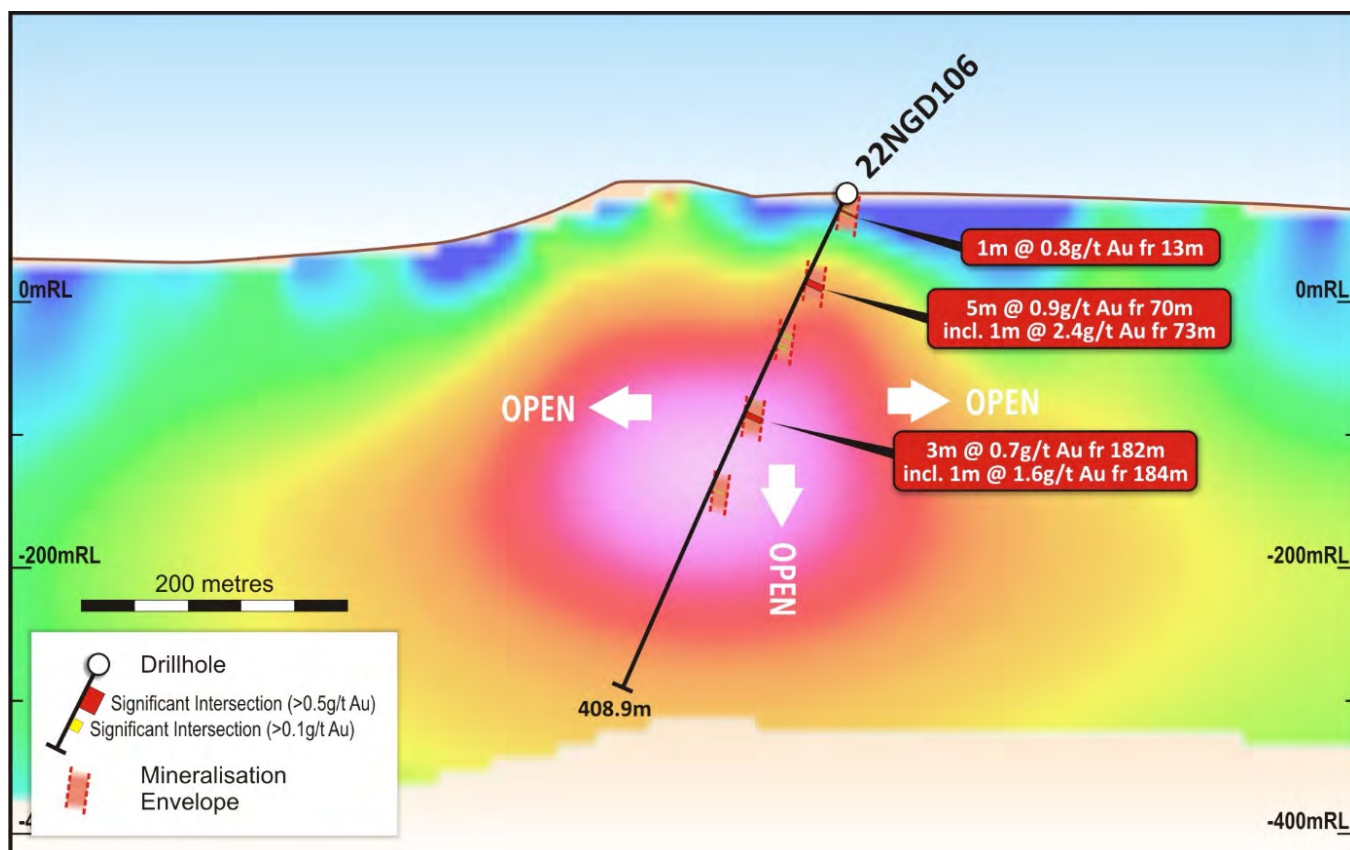 22NGD106
1m @ 0.8g/t Au fr 13m
0mRL
0mRL
5m @ 0.9g/t Au fr 70m
incl. 1m @ 2.4g/t Au fr 73m
OPEN
OPEN
3m @ 0.7g/t Au fr 182m
incl. 1m @ 1.6g/t Au fr 184m
OPEN
-200mRL
-200mRL
200 metres
Drillhole
Significant Intersection (>0.5g/t Au)
Significant Intersection (>0.1g/t Au)
Mineralisation
Envelope
408.9m
-400mRL